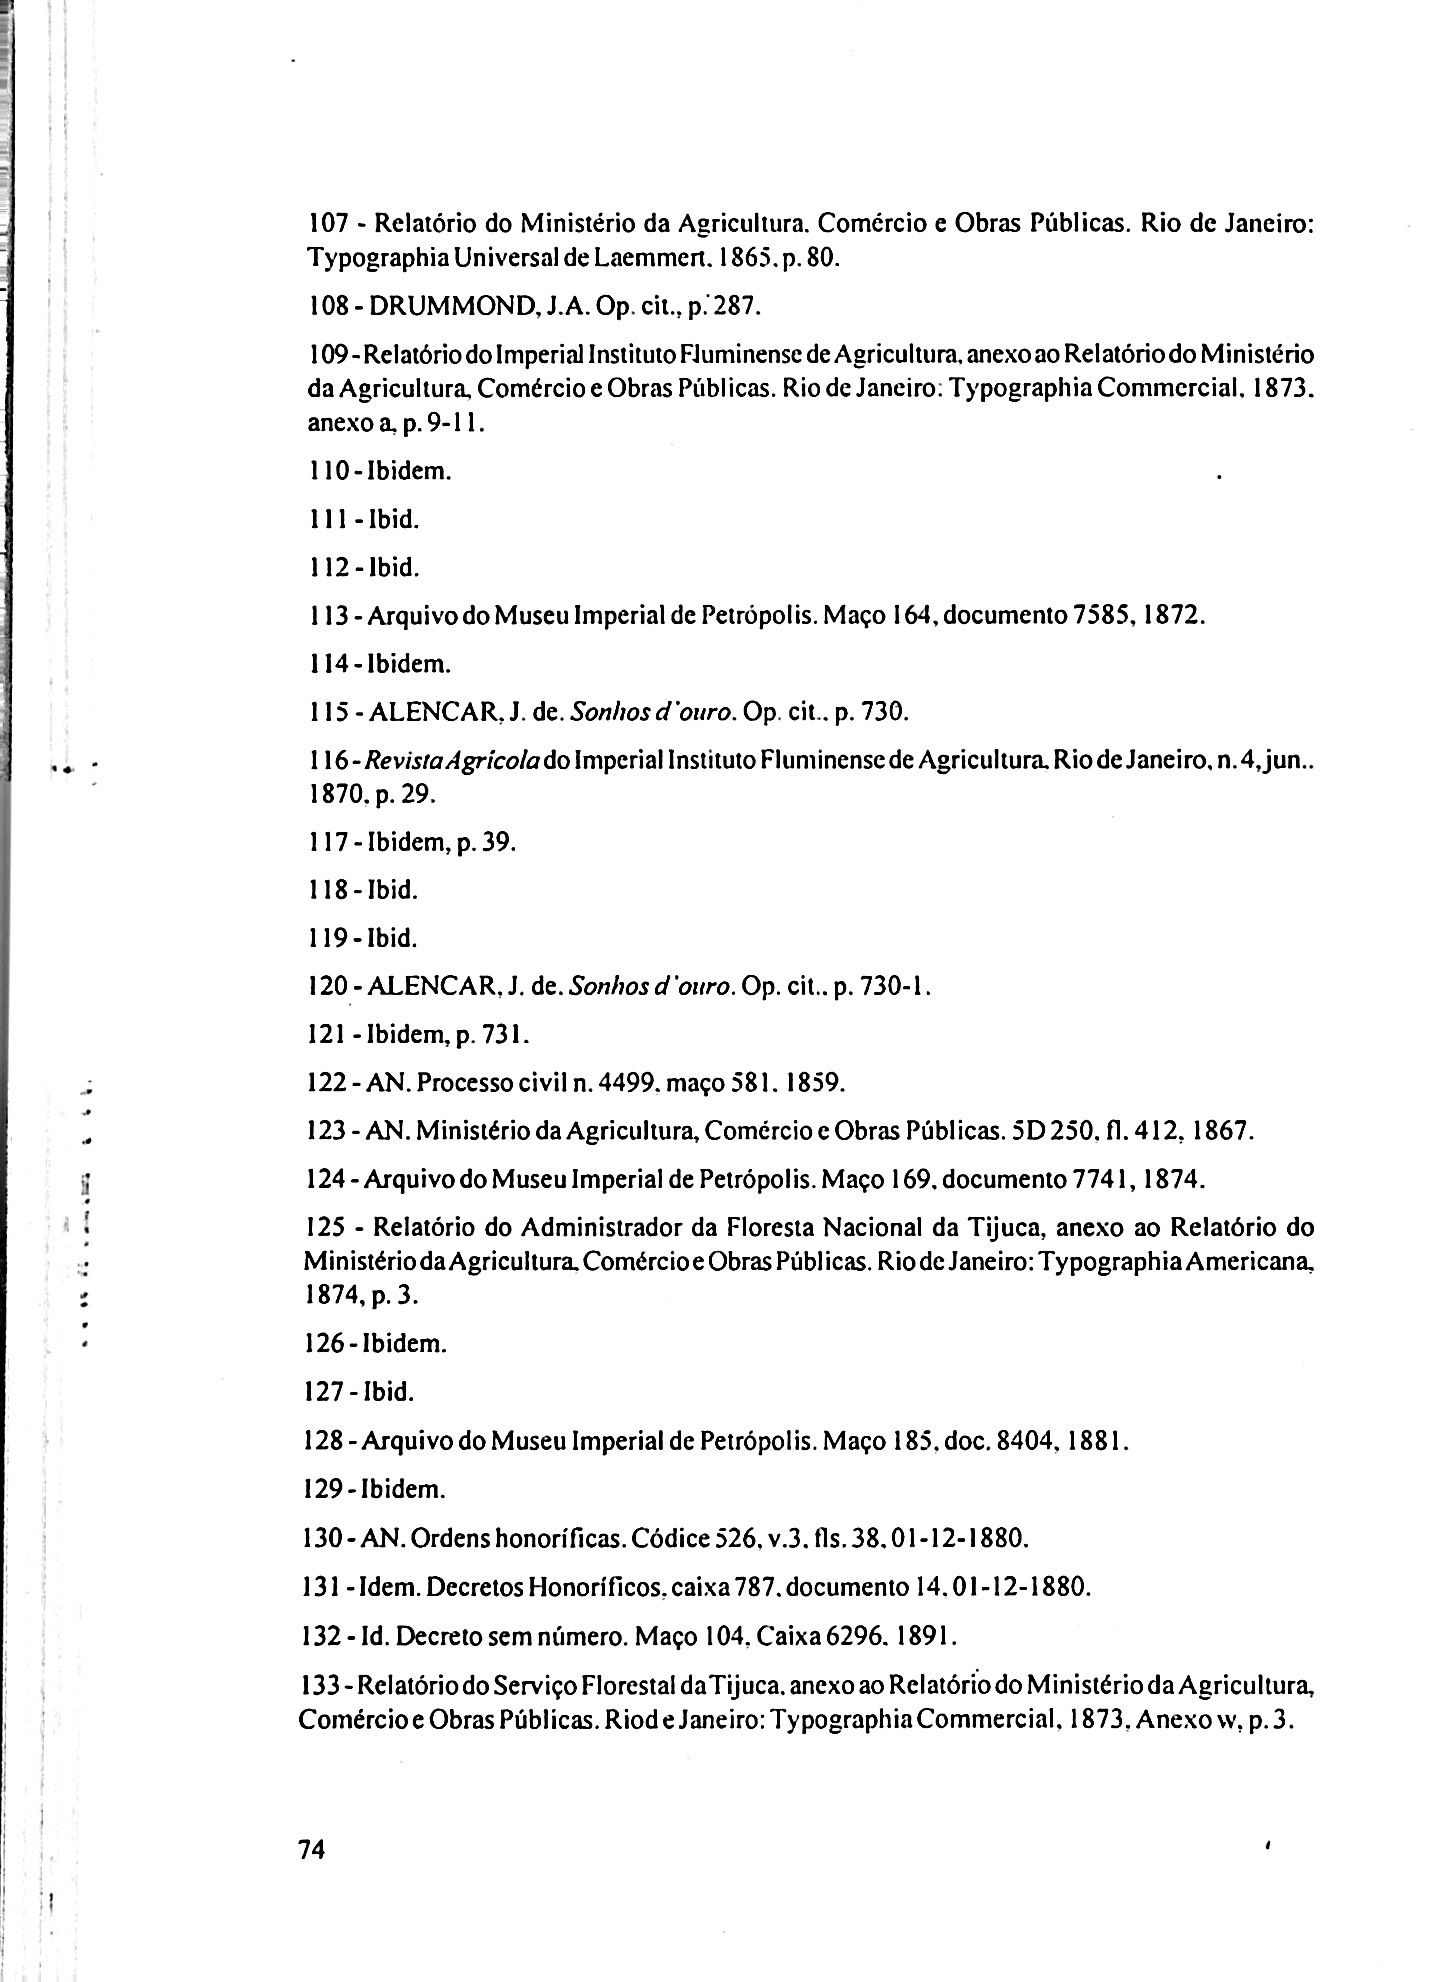 107 - Relatório do Ministério da Agricultura. Comércio e Obras Públicas. Rio de Janeiro:
Typographia Universal de Laemmert. 1865. p. 80.
108 - DRUMMOND, J.A. Op. cit., p. 287.
109 - Relatório do Imperial Instituto Fluminense de Agricultura, anexo ao Relatório do Ministério
da Agricultura, Comércio e Obras Públicas. Rio de Janeiro: Typographia Commercial. 1873.
anexo a, p. 9-11.
110 - Ibidem.
111 - Ibid.
112 - Ibid.
113 - Arquivo do Museu Imperial de Petrópolis. Maço 164, documento 7585, 1872.
114 - Ibidem.
115 - ALENCAR, J. de. Sonhos d'ouro. Op. cit.. p. 730.
116 - Revista Agrícola do Imperial Instituto Fluminense de Agricultura, Rio de Janeiro, n. 4, jun..
1870. p. 29.
117 - Ibidem, p. 39.
118 - Ibid.
119 - Ibid.
120 - ALENCAR, J. de. Sonhos d'ouro. Op. cit.. p. 730-1.
121 - Ibidem, p. 731.
122 - AN. Processo civil n. 4499. maço 581. 1859.
123 - AN. Ministério da Agricultura, Comércio e Obras Públicas. 5D 250. fl. 412, 1867.
124 - Arquivo do Museu Imperial de Petrópolis. Maço 169. documento 7741, 1874.
125 - Relatório do Administrador da Floresta Nacional da Tijuca, anexo ao Relatório do
Ministério da Agricultura, Comércio e Obras Públicas. Rio de Janeiro: Typographia Americana,
1874, p. 3.
126 - Ibidem.
127 - Ibid.
128 - Arquivo do Museu Imperial de Petrópolis. Maço 185, doc. 8404, 1881.
129 - Ibidem.
130 - AN. Ordens honoríficas. Códice 526, v.3. fls. 38. 01-12-1880.
131 - Idem. Decretos Honoríficos, caixa 787. documento 14. 01-12-1880.
132 - Id. Decreto sem número. Maço 104. Caixa 6296. 1891.
133 - Relatório do Serviço Florestal da Tijuca. anexo ao Relatório do Ministério da Agricultura,
Comércio e Obras Públicas. Rio de Janeiro: Typographia Commercial, 1873. Anexo w, p. 3.
74